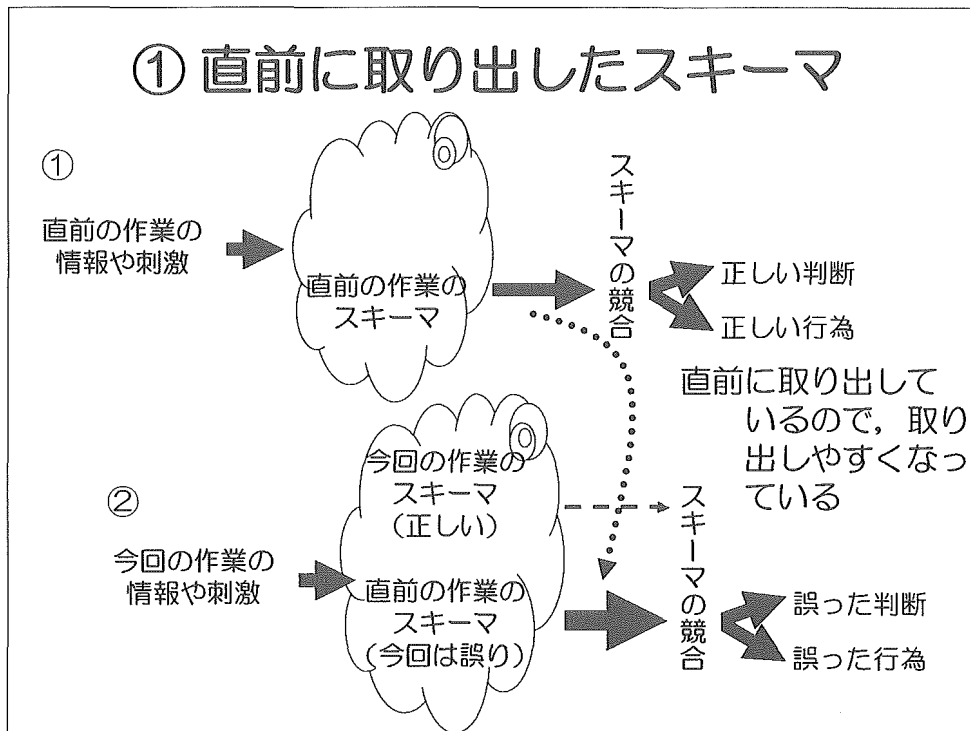 ① 直前に取り出したスキーマ
①
直前の作業の
情報や刺激
直前の作業の
スキーマ
スキーマの競合
正しい判断
正しい行為
直前に取り出して
いるので，取り
出しやすくなっ
ている
②
今回の作業の
情報や刺激
今回の作業の
スキーマ
（正しい）
直前の作業の
スキーマ
（今回は誤り）
スキーマの競合
誤った判断
誤った行為